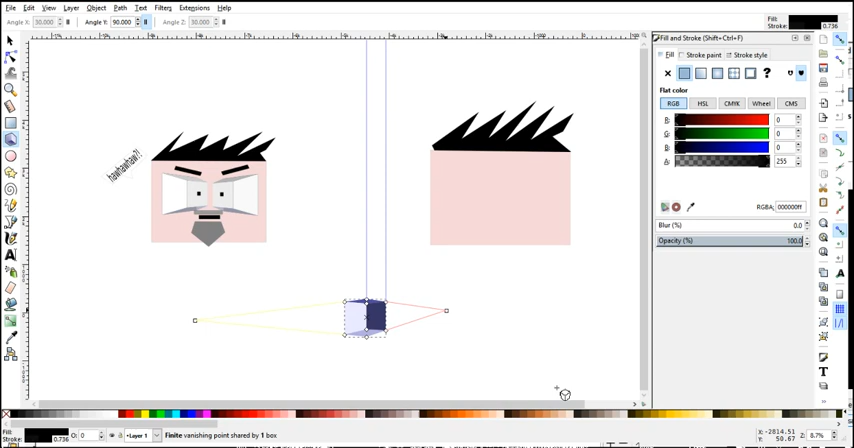 File Edit View Layer Object Path Text Filters Extensions Help
Angle X: 30.000 Angle Y: 90.000 Angle Z: 30.000
Fill:
Stroke: 0.736
Fill and Stroke (Shift+Ctrl+F)
Fill Stroke paint Stroke style
?
Flat color
RGB HSL CMYK Wheel CMS
R: 0
G: 0
B: 0
A: 255
RGBA: 000000ff
Blur (%) 0.0
Opacity (%) 100.0
hawhawhaw?!
Fill:
Stroke: 0.736
O: 0
Layer 1
Finite vanishing point shared by 1 box
X: -2814.51
Y: 50.67
Z: 8.7%